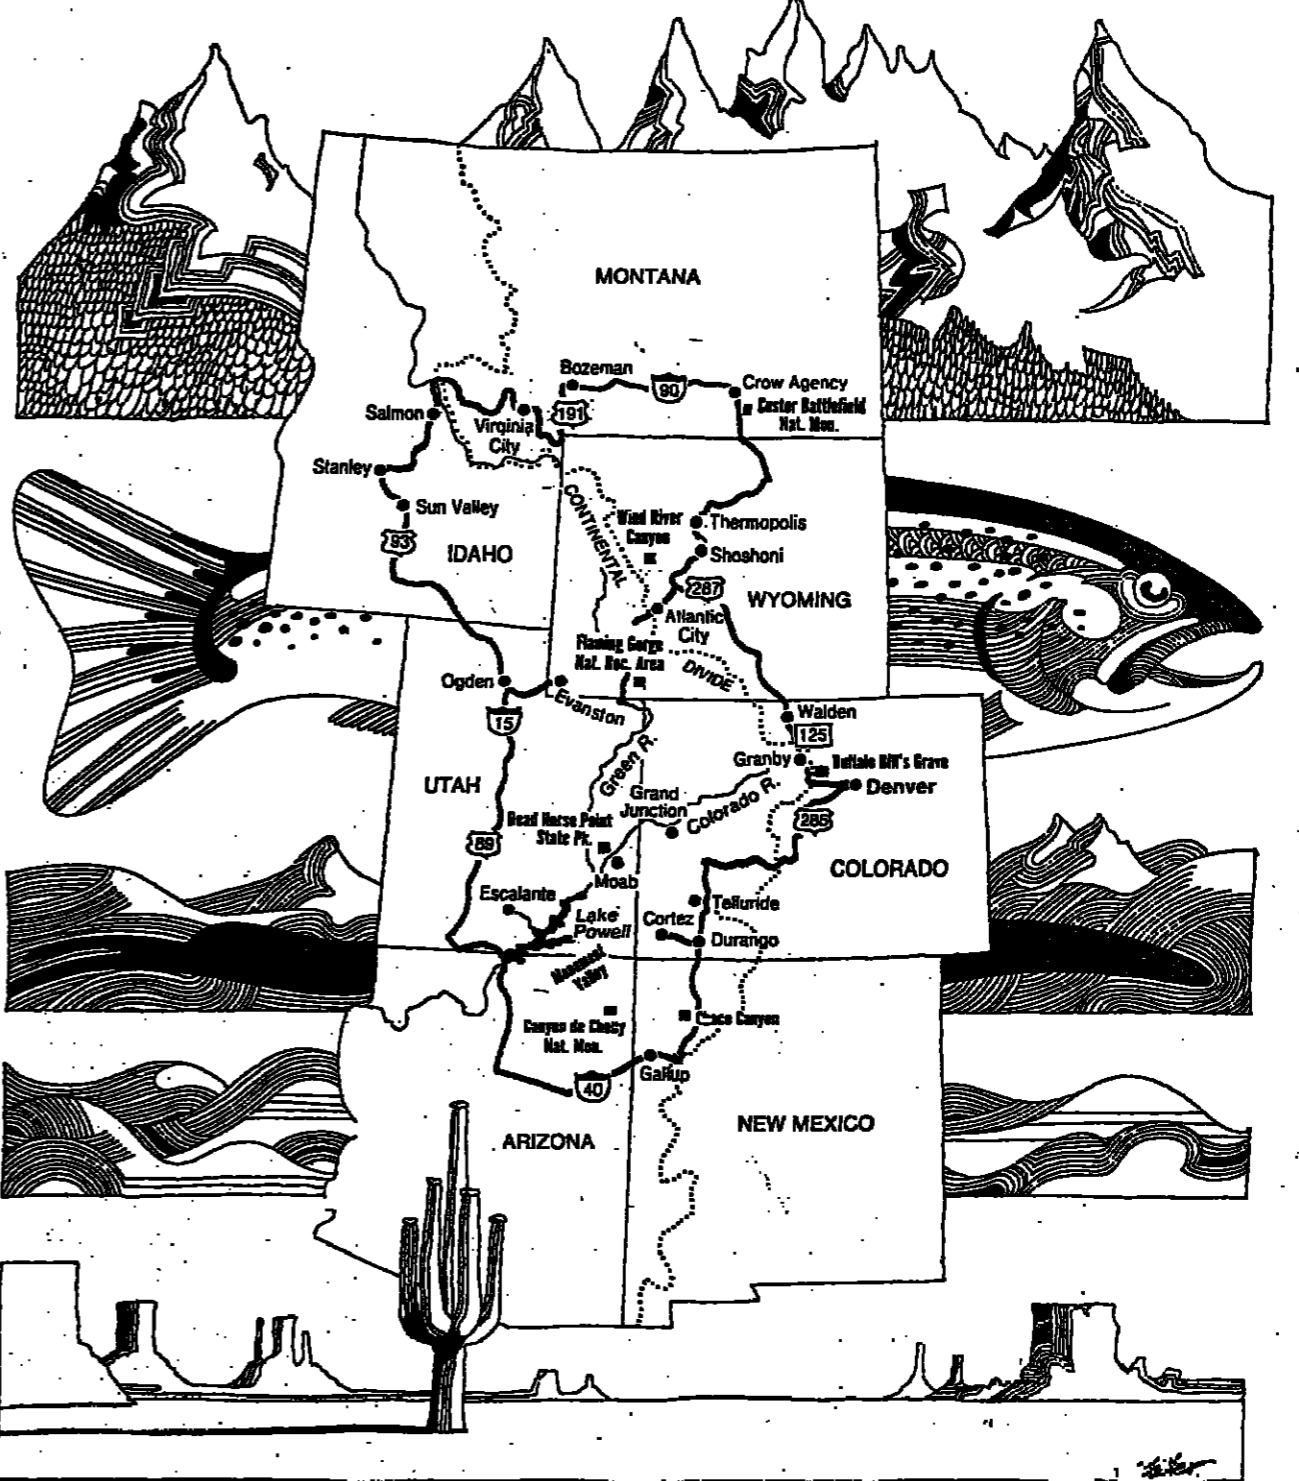 MONTANA
Bozeman
90
Crow Agency
Custer Battlefield
Nat. Mon.
191
Salmon
Virginia
City
Stanley
Sun Valley
93
IDAHO
CONTINENTAL
Wind River
Canyon
Thermopolis
Shoshoni
287
WYOMING
Atlantic
City
Flaming Gorge
Nat. Rec. Area
DIVIDE
Ogden
Evanston
15
Walden
125
Granby
Buffalo Bill's Grave
Denver
Green R.
UTAH
Grand
Junction
Colorado R.
285
Dead Horse Point
State Pk.
89
COLORADO
Moab
Escalante
Telluride
Lake
Powell
Cortez
Durango
Monument
Valley
Chaco Canyon
Canyon de Chelly
Nat. Mon.
Gallup
40
ARIZONA
NEW MEXICO